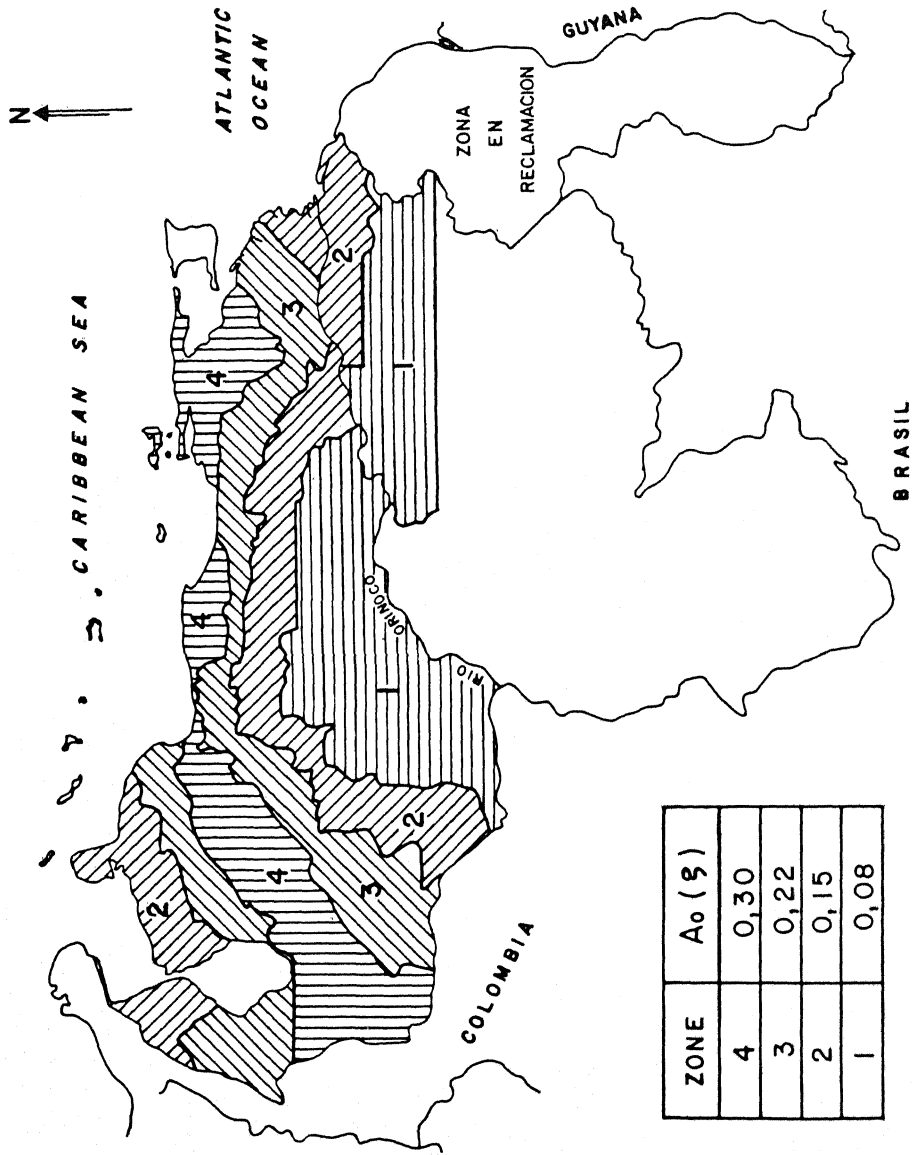 N
ATLANTIC
OCEAN
CARIBBEAN SEA
GUYANA
ZONA
EN
RECLAMACION
2
4
3
2
4
4
3
2
1
1
RIO ORINOCO
COLOMBIA
BRASIL
ZONE A₀(g)
4 0,30
3 0,22
2 0,15
1 0,08